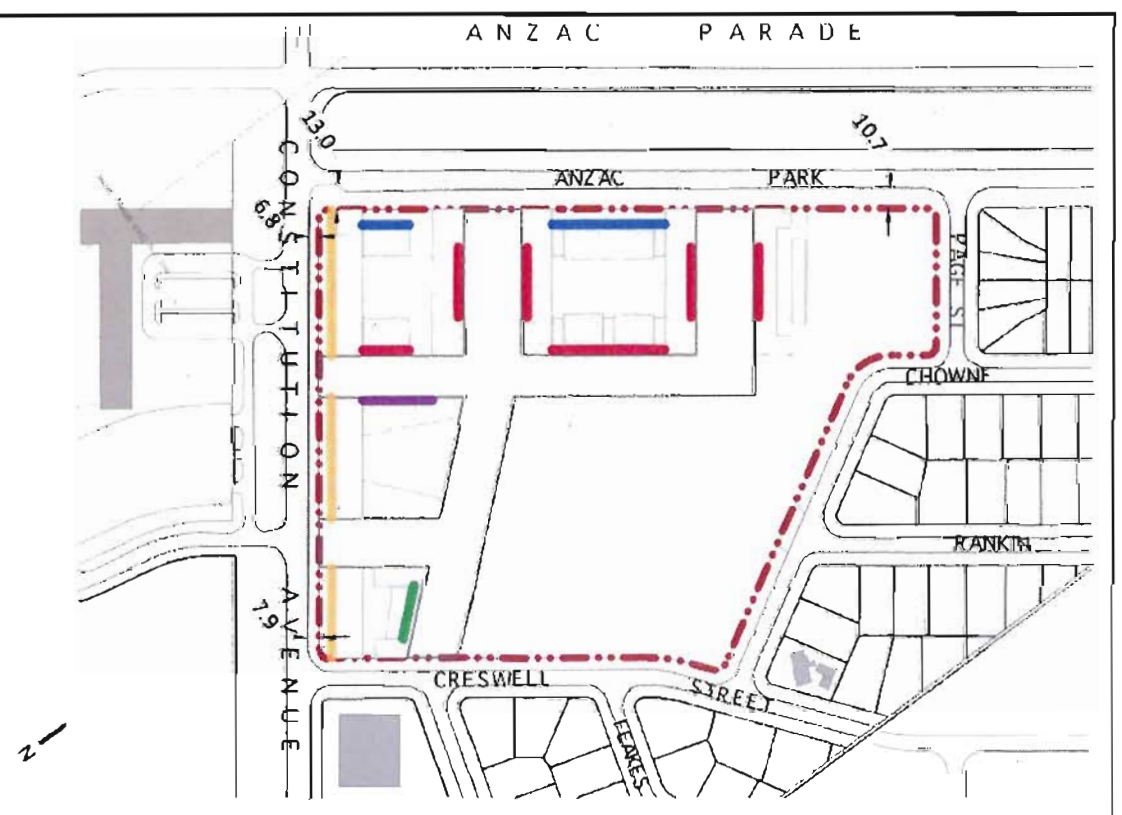 ANZAC PARADE
13.0
10.7
ANZAC PARK
6.8
CONSTITUTION AVENUE
PAGE ST
CHOWNE
RANKIN
7.9
CRESWELL STREET
FEAKES
N